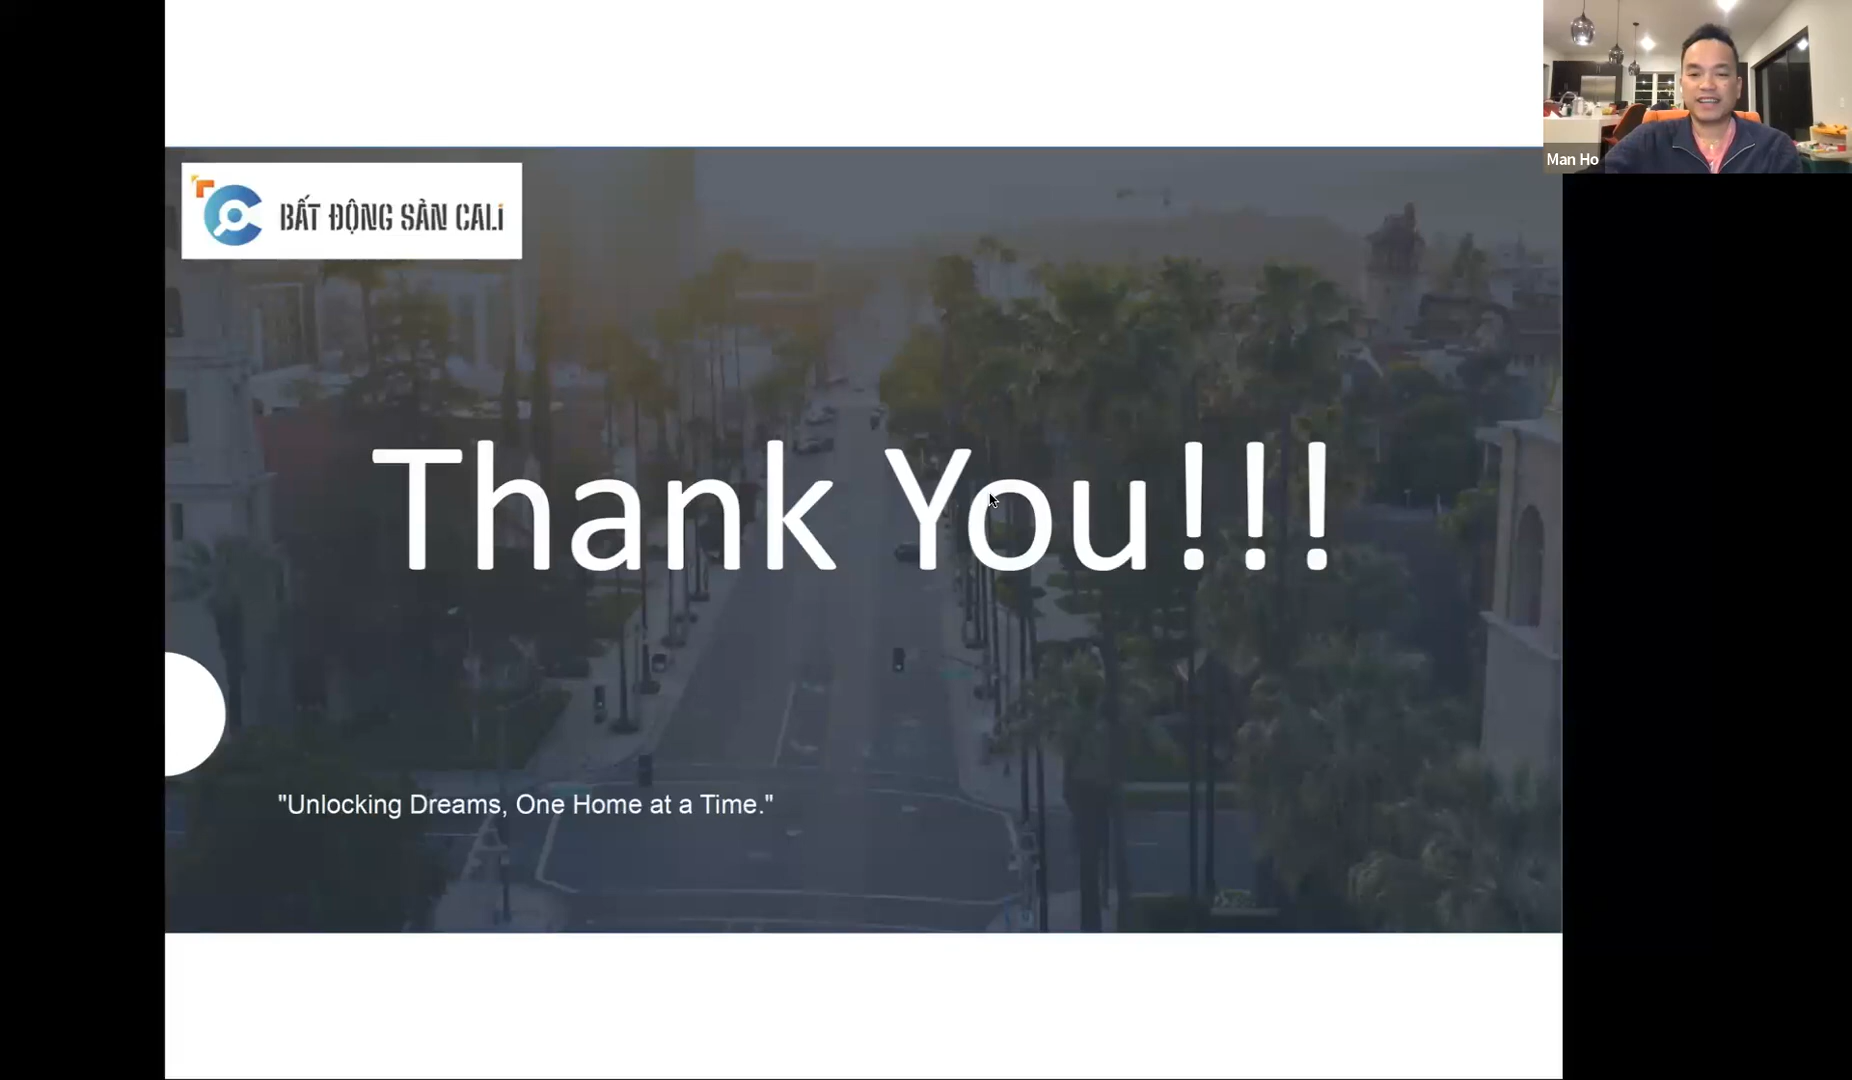 Man Ho
BẤT ĐỘNG SẢN CALI
Thank You!!!
"Unlocking Dreams, One Home at a Time."